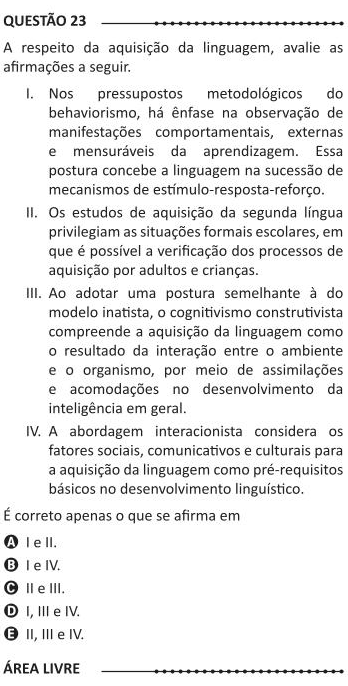 QUESTÃO 23
A respeito da aquisição da linguagem, avalie as
afirmações a seguir.
I. Nos pressupostos metodológicos do
behaviorismo, há ênfase na observação de
manifestações comportamentais, externas
e mensuráveis da aprendizagem. Essa
postura concebe a linguagem na sucessão de
mecanismos de estímulo-resposta-reforço.
II. Os estudos de aquisição da segunda língua
privilegiam as situações formais escolares, em
que é possível a verificação dos processos de
aquisição por adultos e crianças.
III. Ao adotar uma postura semelhante à do
modelo inatista, o cognitivismo construtivista
compreende a aquisição da linguagem como
o resultado da interação entre o ambiente
e o organismo, por meio de assimilações
e acomodações no desenvolvimento da
inteligência em geral.
IV. A abordagem interacionista considera os
fatores sociais, comunicativos e culturais para
a aquisição da linguagem como pré-requisitos
básicos no desenvolvimento linguístico.
É correto apenas o que se afirma em
A I e II.
B I e IV.
C II e III.
D I, III e IV.
E II, III e IV.
ÁREA LIVRE